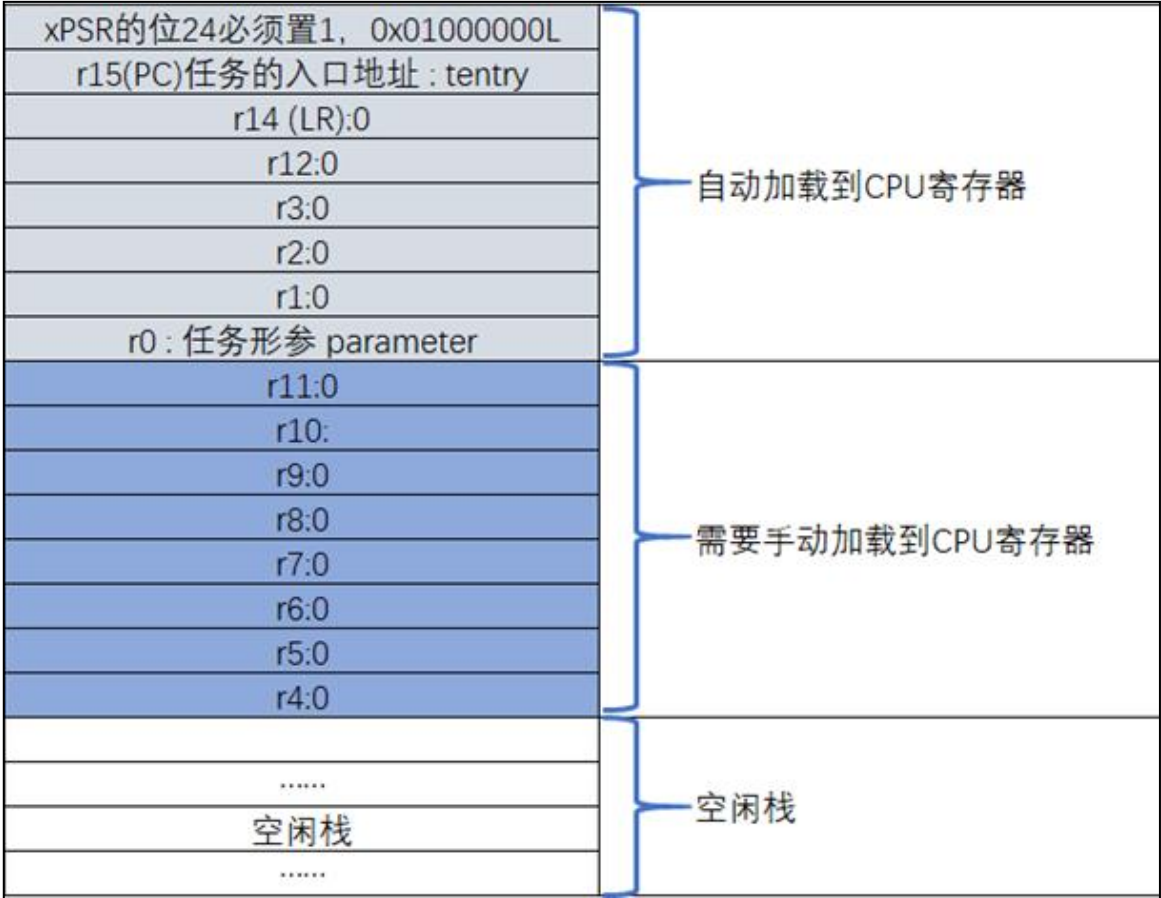 xPSR的位24必须置1，0x01000000L
r15(PC)任务的入口地址 : tentry
r14 (LR):0
r12:0
r3:0
r2:0
r1:0
r0 : 任务形参 parameter
自动加载到CPU寄存器
r11:0
r10:
r9:0
r8:0
r7:0
r6:0
r5:0
r4:0
需要手动加载到CPU寄存器
……
空闲栈
……
空闲栈